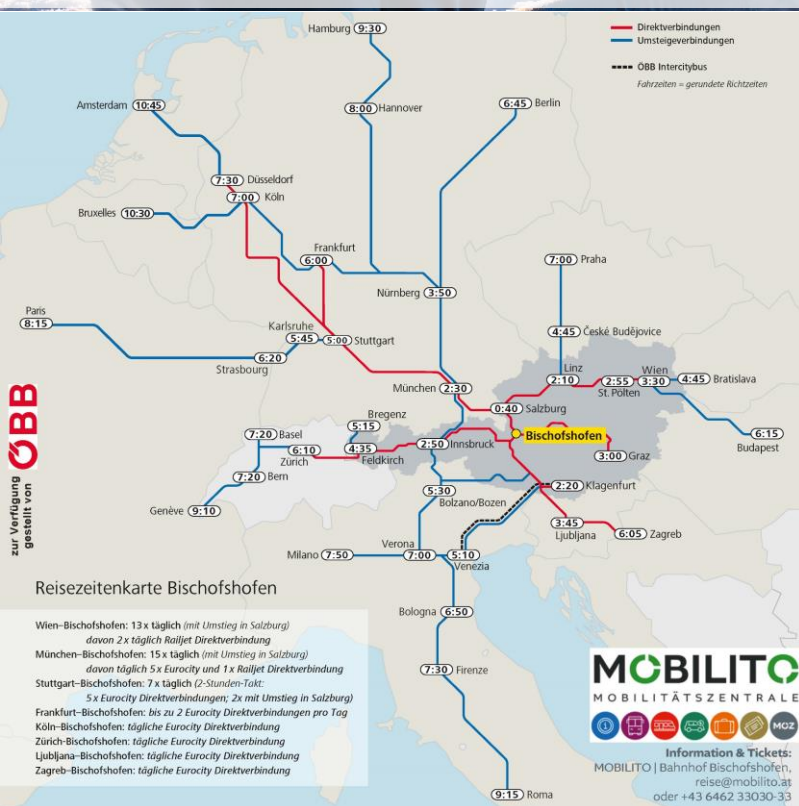 Hamburg 9:30
Direktverbindungen
Umsteigeverbindungen
ÖBB Intercitybus
Fahrzeiten = gerundete Richtzeiten
Amsterdam 10:45
8:00 Hannover
6:45 Berlin
7:30 Düsseldorf
7:00 Köln
Bruxelles 10:30
Frankfurt
6:00
7:00 Praha
Nürnberg 3:50
Paris
8:15
Karlsruhe
5:45
5:00 Stuttgart
4:45 České Budějovice
Strasbourg 6:20
München 2:30
Linz
2:10
2:55
St. Pölten
Wien
3:30
4:45 Bratislava
0:40 Salzburg
Bregenz
5:15
7:20 Basel
6:10
Zürich
4:35
Feldkirch
2:50 Innsbruck
Bischofshofen
3:00 Graz
6:15
Budapest
7:20
Bern
Genève 9:10
5:30
Bolzano/Bozen
2:20 Klagenfurt
3:45
Ljubljana
6:05 Zagreb
Verona
Milano 7:50
7:00
5:10
Venezia
Bologna 6:50
7:30 Firenze
9:15 Roma
zur Verfügung
gestellt von
ÖBB
Reisezeitenkarte Bischofshofen
Wien–Bischofshofen: 13 x täglich (mit Umstieg in Salzburg)
davon 2 x täglich Railjet Direktverbindung
München–Bischofshofen: 15 x täglich (mit Umstieg in Salzburg)
davon täglich 5 x Eurocity und 1 x Railjet Direktverbindung
Stuttgart–Bischofshofen: 7 x täglich (2-Stunden-Takt:
5 x Eurocity Direktverbindungen; 2x mit Umstieg in Salzburg)
Frankfurt–Bischofshofen: bis zu 2 Eurocity Direktverbindungen pro Tag
Köln–Bischofshofen: tägliche Eurocity Direktverbindung
Zürich-Bischofshofen: tägliche Eurocity Direktverbindung
Ljubljana–Bischofshofen: tägliche Eurocity Direktverbindung
Zagreb–Bischofshofen: tägliche Eurocity Direktverbindung
MOBILITO
MOBILITÄTSZENTRALE
MOZ
Information & Tickets:
MOBILITO | Bahnhof Bischofshofen,
reise@mobilito.at
oder +43 6462 33030-33